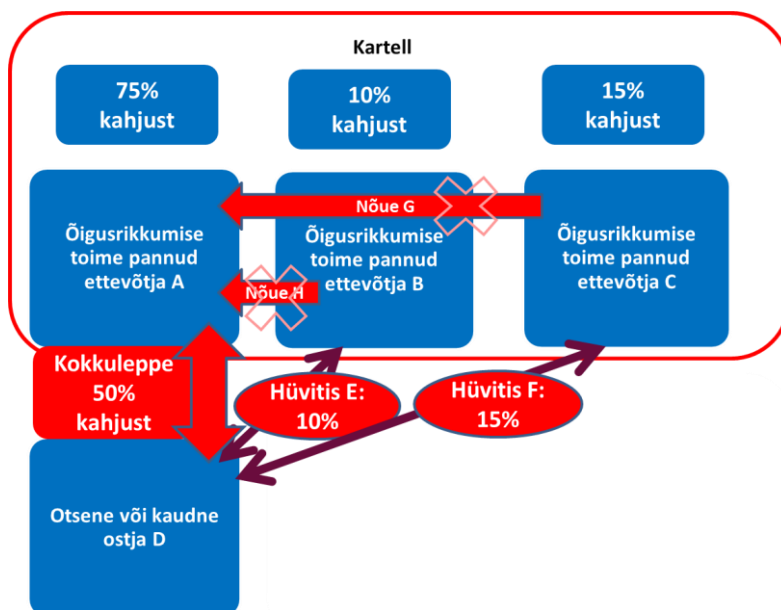 Kartell
75%
kahjust
10%
kahjust
15%
kahjust
Nõue G
Õigusrikkumise
toime pannud
ettevõtja A
Õigusrikkumise
toime pannud
ettevõtja B
Õigusrikkumise
toime pannud
ettevõtja C
Nõue H
Kokkuleppe
50%
kahjust
Hüvitis E:
10%
Hüvitis F:
15%
Otsene või kaudne
ostja D